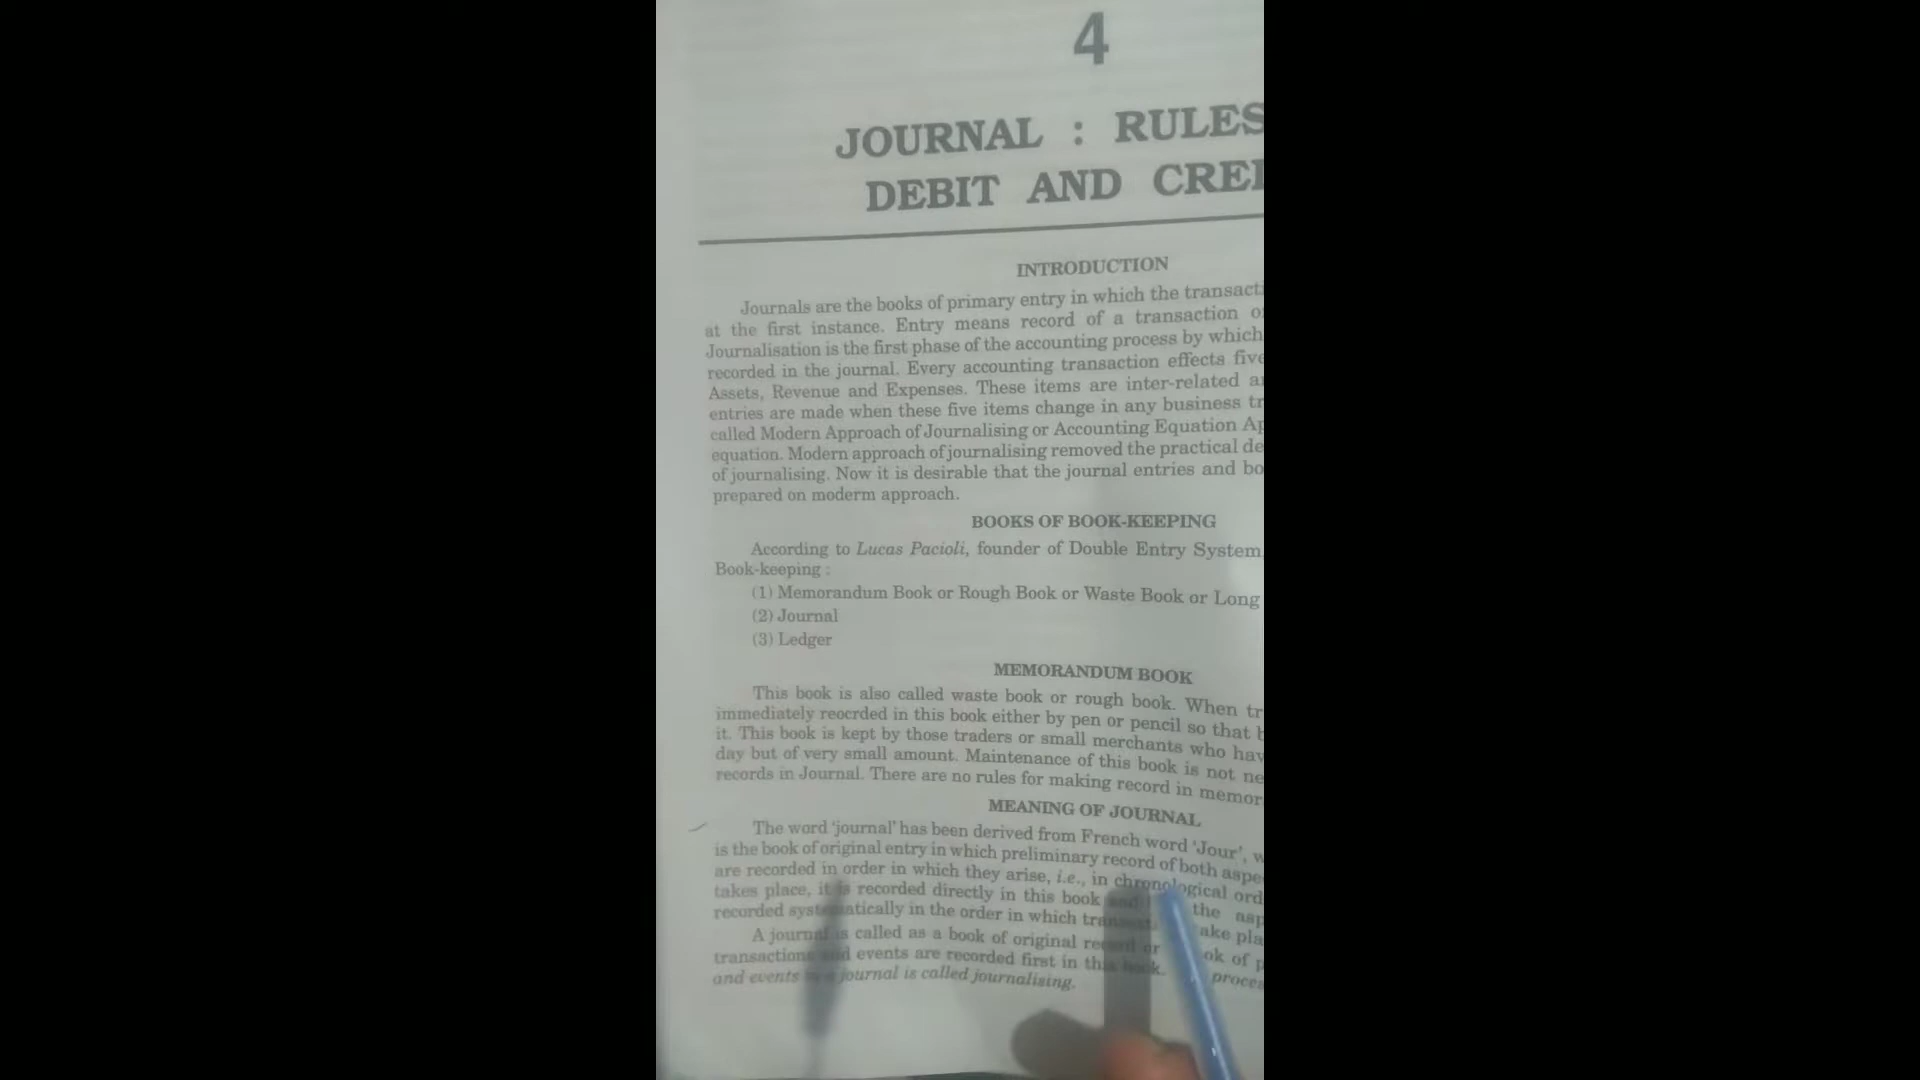 4
JOURNAL : RULES
DEBIT AND
INTRODUCTION
Journals are the books of primary entry in which the
at the first instance. Entry means record of a transaction
Journalisation is the first phase of the accounting process by which
recorded in the journal. Every accounting transaction effects five
Assets, Revenue and Expenses. These items are inter-related
entries are made when these five items change in any business
called Modern Approach of Journalising or Accounting Equation
equation. Modern approach of journalising removed the practical
of journalising. Now it is desirable that the journal entries and
prepared on moderm approach.
BOOKS OF BOOK-KEEPING
According to Lucas Pacioli, founder of Double Entry System
Book-keeping :
(1) Memorandum Book or Rough Book or Waste Book or Long
(2) Journal
(3) Ledger
MEMORANDUM BOOK
This book is also called waste book or rough book. When
immediately reocrded in this book either by pen or pencil so that
it. This book is kept by those traders or small merchants who
day but of very small amount. Maintenance of this book is not
records in Journal. There are no rules for making record in
MEANING OF JOURNAL
The word 'journal' has been derived from French word 'Jour',
is the book of original entry in which preliminary record of both
are recorded in order in which they arise, i.e., in chronological
takes place, it is recorded directly in this book and the
recorded systematically in the order in which
A journal is called as a book of original record or of
transactions and events are recorded first in this book.
and events in a journal is called journalising.